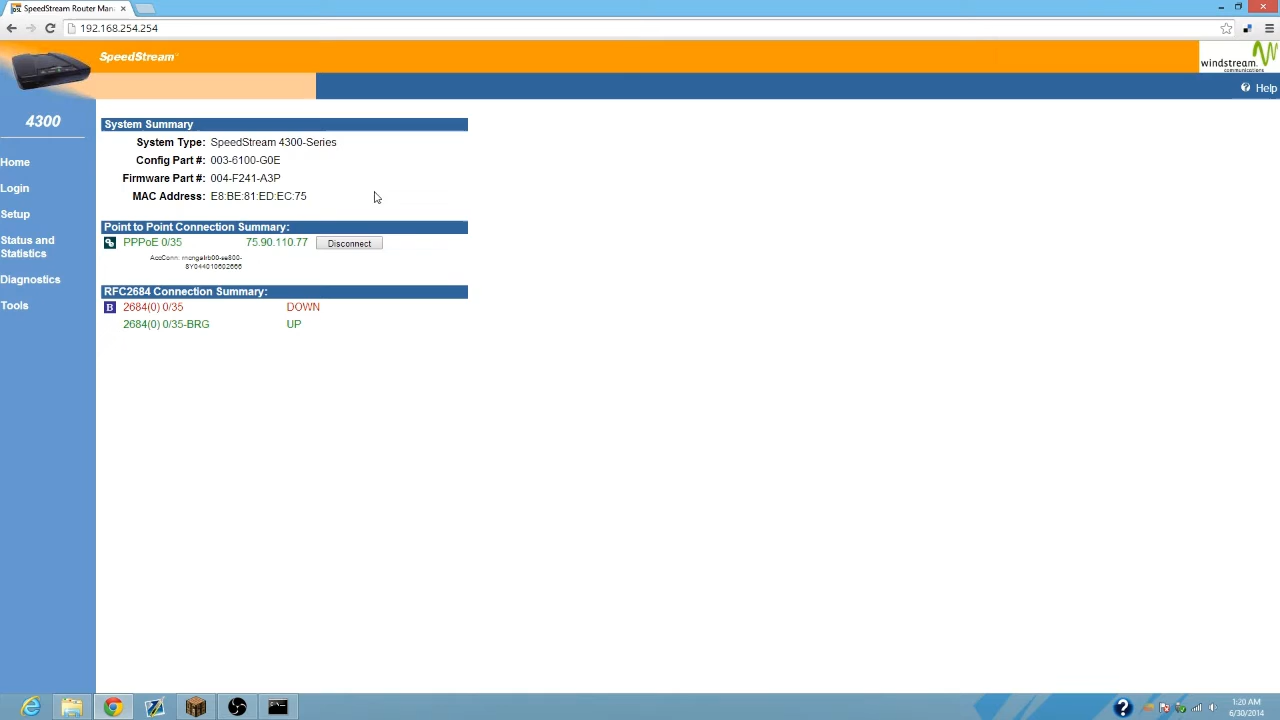 SpeedStream Router Man
192.168.254.254
SpeedStream
windstream.
communications
Help
4300
Home
Login
Setup
Status and
Statistics
Diagnostics
Tools
System Summary
System Type: SpeedStream 4300-Series
Config Part #: 003-6100-G0E
Firmware Part #: 004-F241-A3P
MAC Address: E8:BE:81:ED:EC:75
Point to Point Connection Summary:
PPPoE 0/35 75.90.110.77 Disconnect
RFC2684 Connection Summary:
B 2684(0) 0/35 DOWN
2684(0) 0/35-BRG UP
1:20 AM
6/30/2014